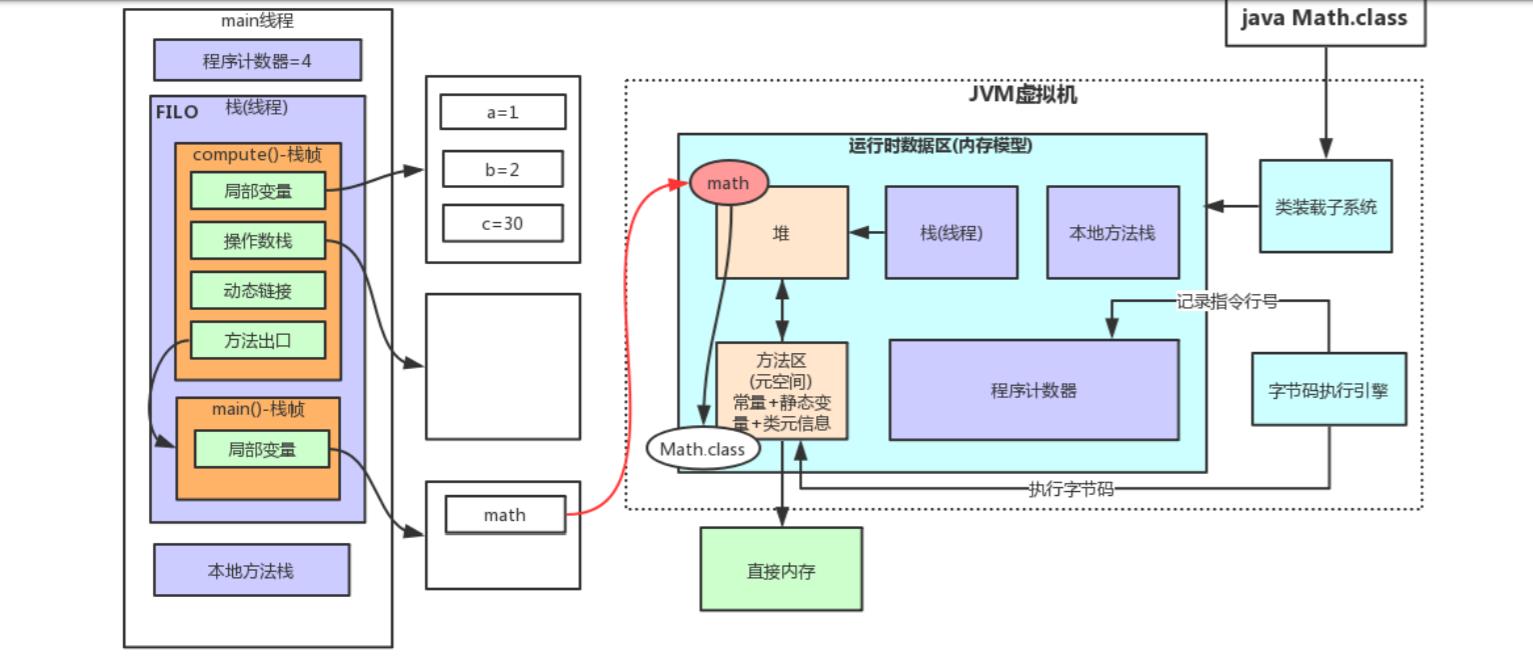 main线程
程序计数器=4
FILO
栈(线程)
compute()-栈帧
局部变量
操作数栈
动态链接
方法出口
main()-栈帧
局部变量
本地方法栈
a=1
b=2
c=30
math
java Math.class
JVM虚拟机
运行时数据区(内存模型)
math
堆
栈(线程)
本地方法栈
类装载子系统
记录指令行号
方法区
(元空间)
常量+静态变
量+类元信息
程序计数器
字节码执行引擎
Math.class
执行字节码
直接内存